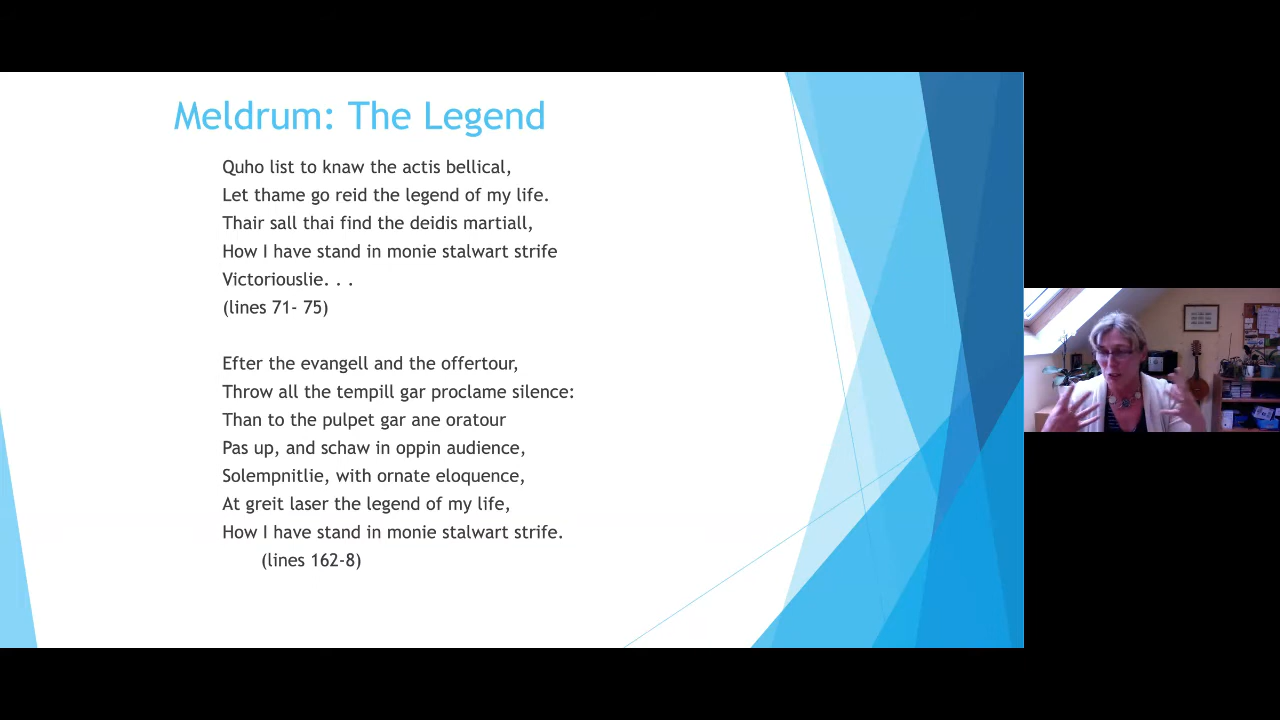 Meldrum: The Legend
Quho list to knaw the actis bellical,
Let thame go reid the legend of my life.
Thair sall thai find the deidis martiall,
How I have stand in monie stalwart strife
Victoriouslie. . .
(lines 71- 75)
Efter the evangell and the offertour,
Throw all the tempill gar proclame silence:
Than to the pulpet gar ane oratour
Pas up, and schaw in oppin audience,
Solempnitlie, with ornate eloquence,
At greit laser the legend of my life,
How I have stand in monie stalwart strife.
(lines 162-8)